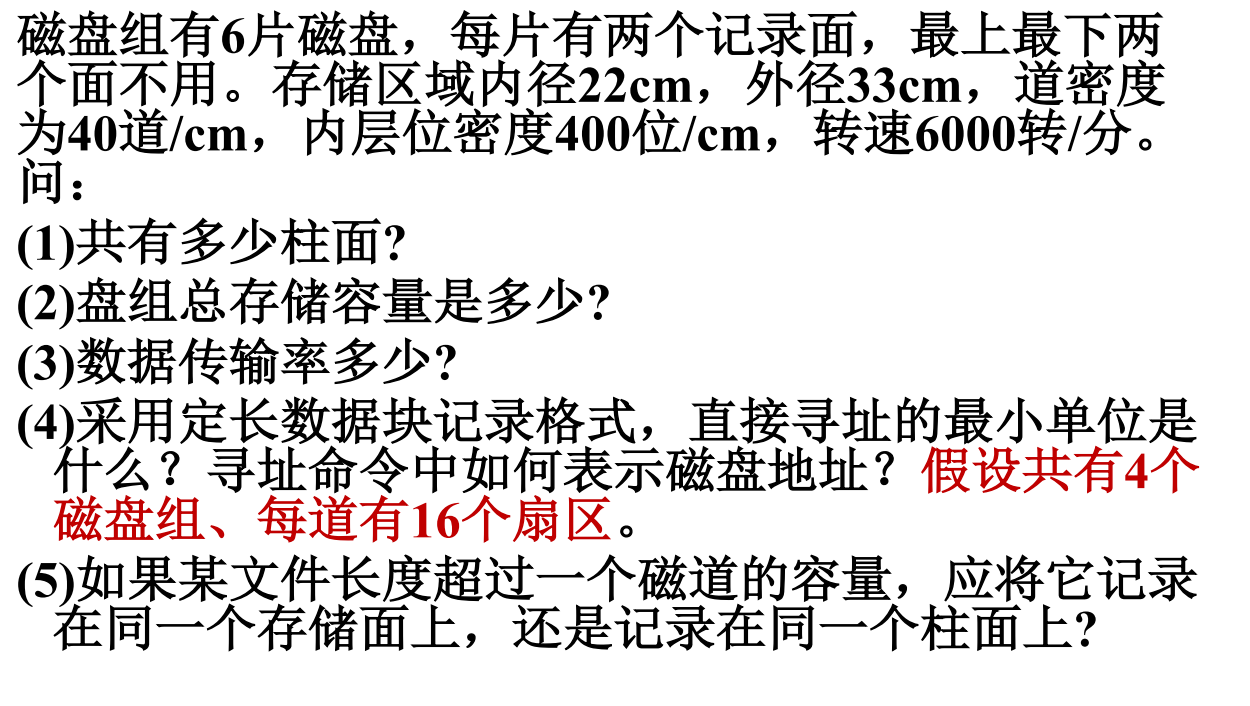 磁盘组有6片磁盘，每片有两个记录面，最上最下两
个面不用。存储区域内径22cm，外径33cm，道密度
为40道/cm，内层位密度400位/cm，转速6000转/分。
问：
(1)共有多少柱面?
(2)盘组总存储容量是多少?
(3)数据传输率多少?
(4)采用定长数据块记录格式，直接寻址的最小单位是
什么？寻址命令中如何表示磁盘地址？假设共有4个
磁盘组、每道有16个扇区。
(5)如果某文件长度超过一个磁道的容量，应将它记录
在同一个存储面上，还是记录在同一个柱面上?